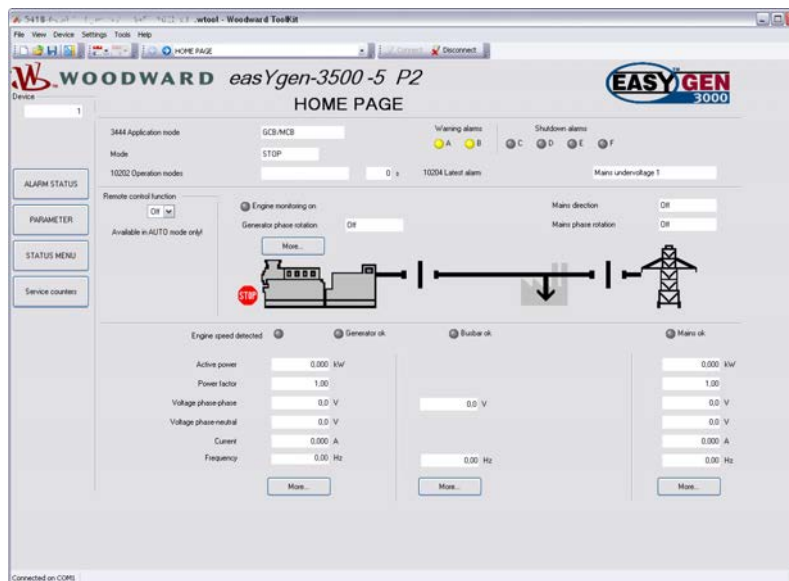 .wtool - Woodward ToolKit
File View Device Settings Tools Help
HOME PAGE Connect Disconnect
WOODWARD easYgen-3500 -5 P2
EASYGEN 3000
HOME PAGE
Device
1
3444 Application mode GCB/MCB
Warning alarms Shutdown alarms
A B C D E F
Mode STOP
10202 Operation modes 0 s
10204 Latest alarm Mains undervoltage 1
ALARM STATUS
PARAMETER
STATUS MENU
Service counters
Remote control function
Off
Available in AUTO mode only!
Engine monitoring on
Generator phase rotation Off
More...
Mains direction Off
Mains phase rotation Off
STOP
Engine speed detected Generator ok Busbar ok Mains ok
Active power 0,000 kW 0,000 kW
Power factor 1,00 1,00
Voltage phase-phase 0,0 V 0,0 V 0,0 V
Voltage phase-neutral 0,0 V 0,0 V
Current 0,000 A 0,000 A
Frequency 0,00 Hz 0,00 Hz 0,00 Hz
More... More... More...
Connected on COM1